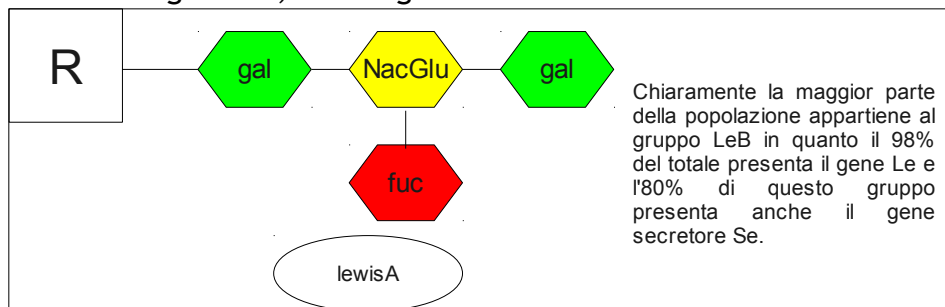 R
gal
NacGlu
gal
fuc
lewisA
Chiaramente la maggior parte
della popolazione appartiene al
gruppo LeB in quanto il 98%
del totale presenta il gene Le e
l'80% di questo gruppo
presenta anche il gene
secretore Se.